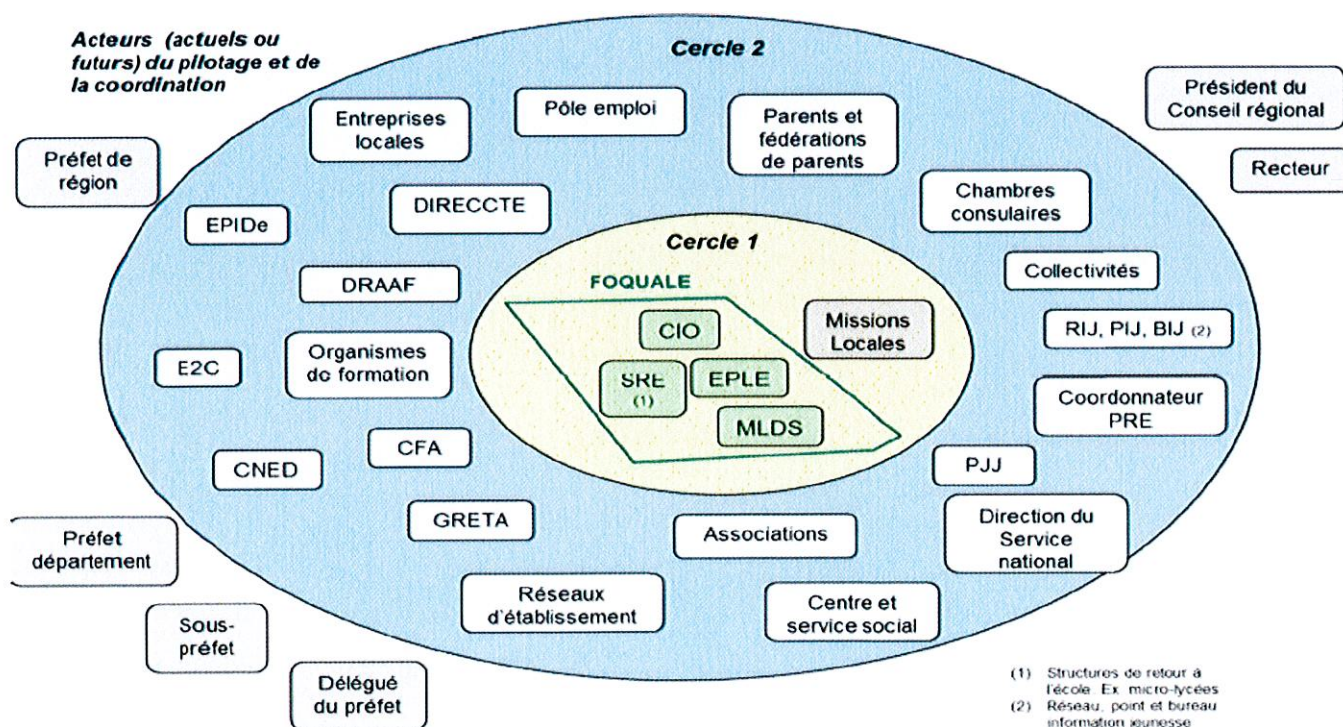 Acteurs (actuels ou
futurs) du pilotage et de
la coordination
Cercle 2
Président du
Conseil régional
Recteur
Préfet de
région
Entreprises
locales
Pôle emploi
Parents et
fédérations
de parents
Chambres
consulaires
EPIDe
DIRECCTE
Cercle 1
Collectivités
DRAAF
FOQUALE
CIO
Missions
Locales
RIJ, PIJ, BIJ (2)
E2C
Organismes
de formation
SRE
(1)
EPLE
MLDS
Coordonnateur
PRE
CNED
CFA
PJJ
GRETA
Associations
Direction du
Service
national
Préfet
département
Réseaux
d'établissement
Centre et
service social
Sous-
préfet
Délégué
du préfet
(1) Structures de retour à
l'école. Ex. micro-lycées
(2) Réseau, point et bureau
information jeunesse